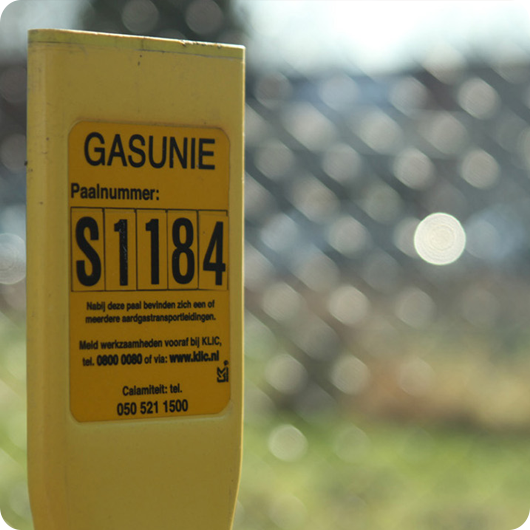 GASUNIE
Paalnummer:
S1184
Nabij deze paal bevinden zich een of
meerdere aardgastransportleidingen.
Meld werkzaamheden vooraf bij KLIC,
tel. 0800 0080 of via: www.klic.nl
Calamiteit: tel.
050 521 1500